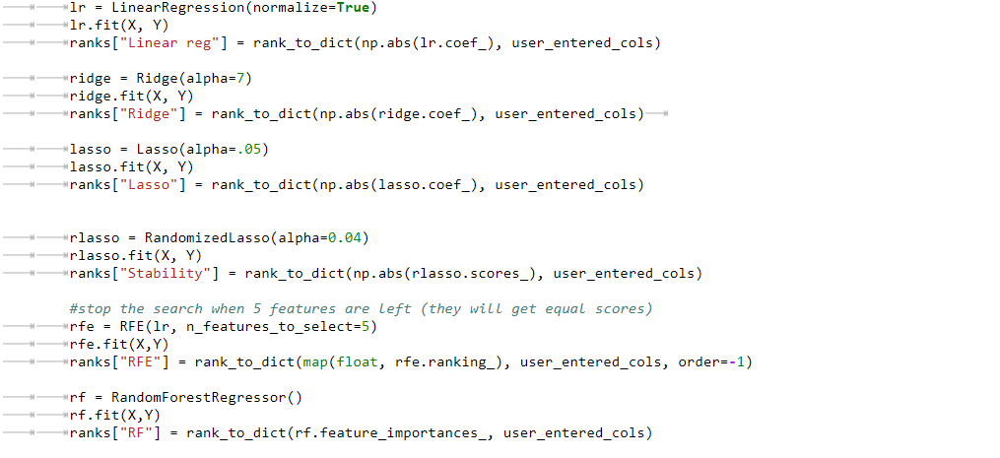 lr = LinearRegression(normalize=True)
lr.fit(X, Y)
ranks["Linear reg"] = rank_to_dict(np.abs(lr.coef_), user_entered_cols)
ridge = Ridge(alpha=7)
ridge.fit(X, Y)
ranks["Ridge"] = rank_to_dict(np.abs(ridge.coef_), user_entered_cols)
lasso = Lasso(alpha=.05)
lasso.fit(X, Y)
ranks["Lasso"] = rank_to_dict(np.abs(lasso.coef_), user_entered_cols)
rlasso = RandomizedLasso(alpha=0.04)
rlasso.fit(X, Y)
ranks["Stability"] = rank_to_dict(np.abs(rlasso.scores_), user_entered_cols)
#stop the search when 5 features are left (they will get equal scores)
rfe = RFE(lr, n_features_to_select=5)
rfe.fit(X,Y)
ranks["RFE"] = rank_to_dict(map(float, rfe.ranking_), user_entered_cols, order=-1)
rf = RandomForestRegressor()
rf.fit(X,Y)
ranks["RF"] = rank_to_dict(rf.feature_importances_, user_entered_cols)